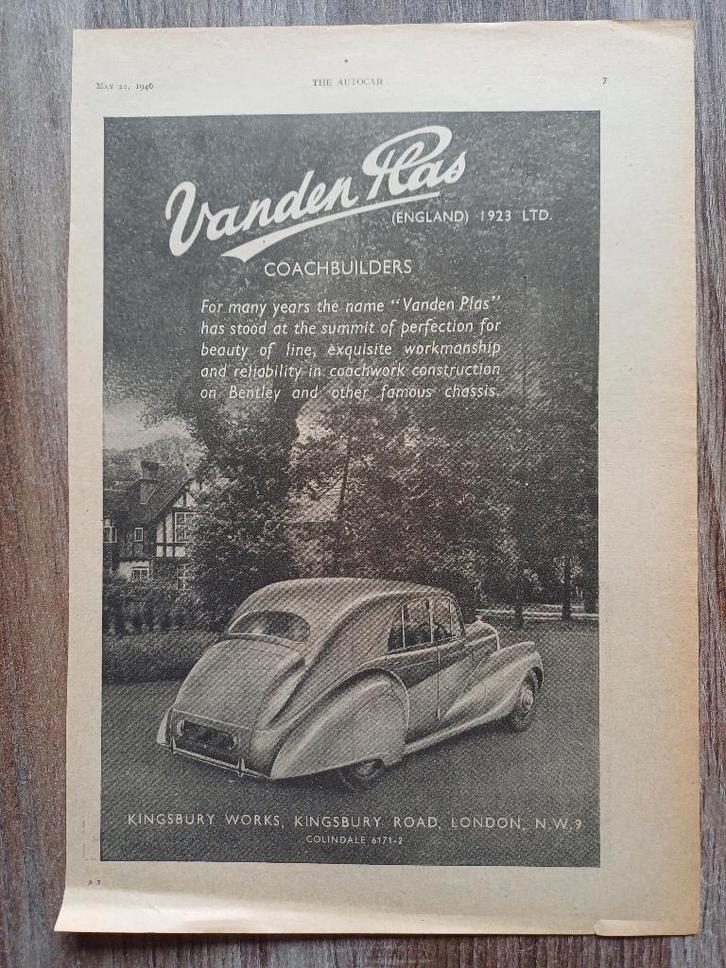 MAY 24, 1946
THE AUTOCAR
7
Vanden Plas
(ENGLAND) 1923 LTD.
COACHBUILDERS
For many years the name "Vanden Plas"
has stood at the summit of perfection for
beauty of line, exquisite workmanship
and reliability in coachwork construction
on Bentley and other famous chassis.
KINGSBURY WORKS, KINGSBURY ROAD, LONDON, N.W.9
COLINDALE 6171-2
A 7